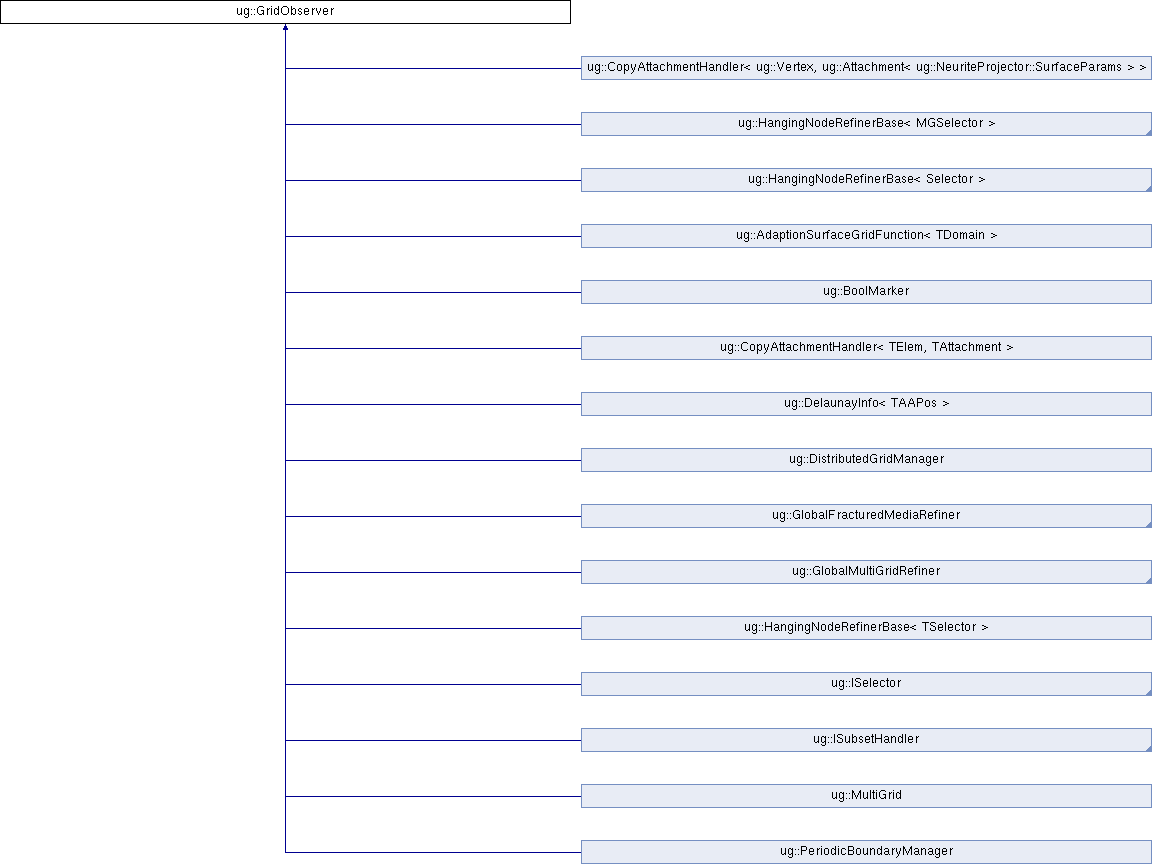 ug::GridObserver
ug::CopyAttachmentHandler< ug::Vertex, ug::Attachment< ug::NeuriteProjector::SurfaceParams > >
ug::HangingNodeRefinerBase< MGSelector >
ug::HangingNodeRefinerBase< Selector >
ug::AdaptionSurfaceGridFunction< TDomain >
ug::BoolMarker
ug::CopyAttachmentHandler< TElem, TAttachment >
ug::DelaunayInfo< TAAPos >
ug::DistributedGridManager
ug::GlobalFracturedMediaRefiner
ug::GlobalMultiGridRefiner
ug::HangingNodeRefinerBase< TSelector >
ug::ISelector
ug::ISubsetHandler
ug::MultiGrid
ug::PeriodicBoundaryManager